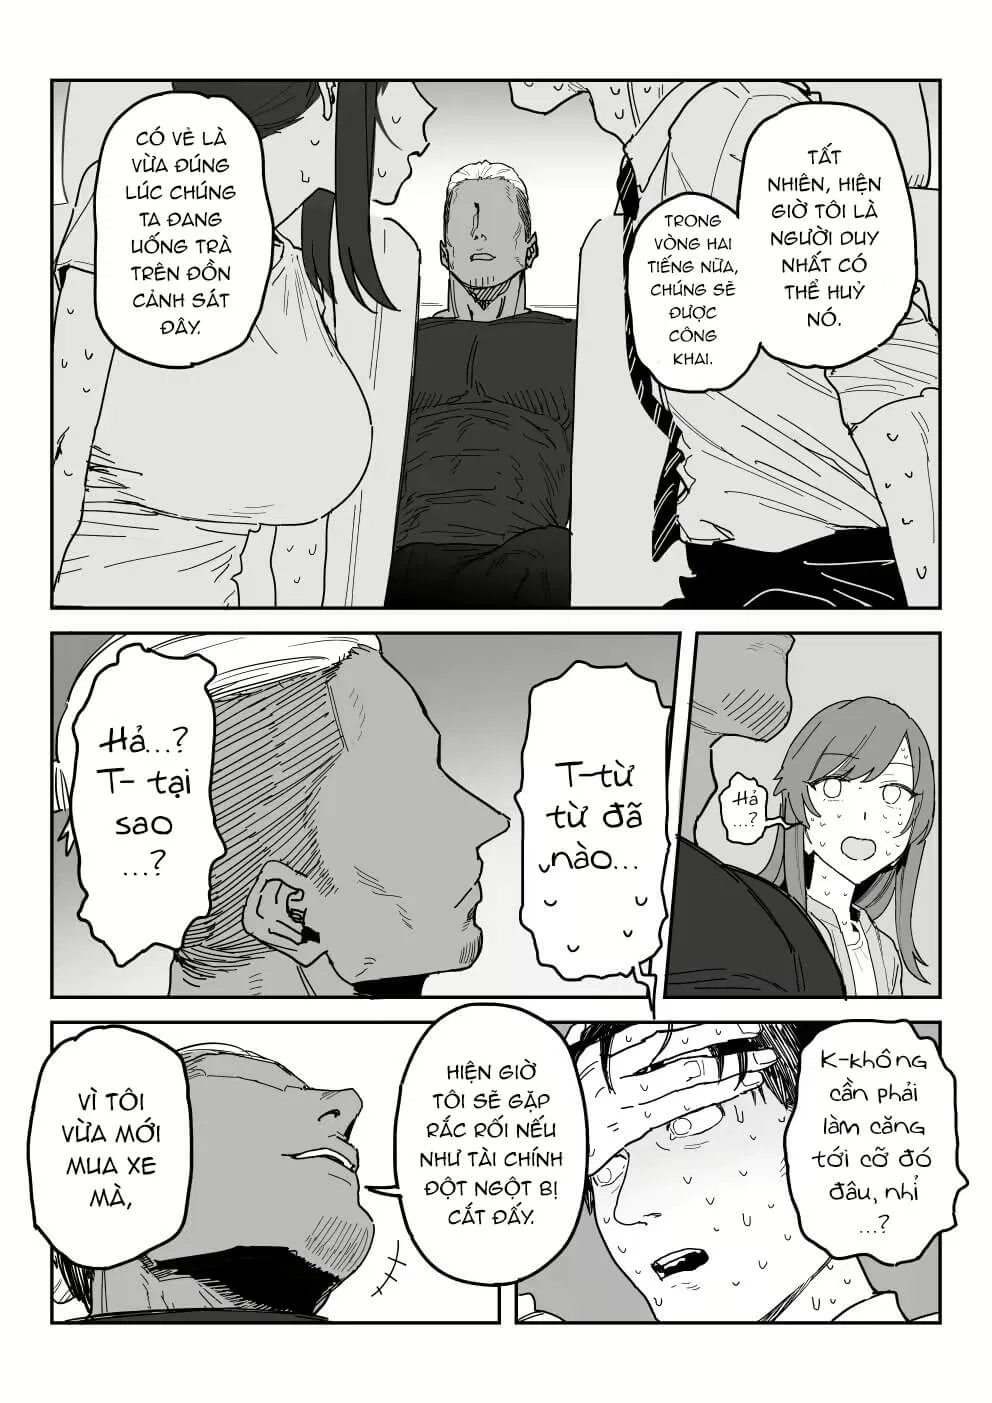 CÓ VẺ LÀ
VỪA ĐÚNG
LÚC CHÚNG
TA ĐANG
UỐNG TRÀ
TRÊN ĐỒN
CẢNH SÁT
ĐÂY.
TẤT
NHIÊN, HIỆN
GIỜ TÔI LÀ
NGƯỜI DUY
NHẤT CÓ
THỂ HUỶ
NÓ.
TRONG
VÒNG HAI
TIẾNG NỮA,
CHÚNG SẼ
ĐƯỢC
CÔNG
KHAI.
Hả...?
T- tại
sao
...?
T-từ
từ đã
nào...
Hả
...?
VÌ TÔI
VỪA MỚI
MUA XE
MÀ,
HIỆN GIỜ
TÔI SẼ GẶP
RẮC RỐI NẾU
NHƯ TÀI CHÍNH
ĐỘT NGỘT BỊ
CẮT ĐẤY.
K-không
cần phải
làm căng
tới cỡ đó
đâu, nhỉ
...?